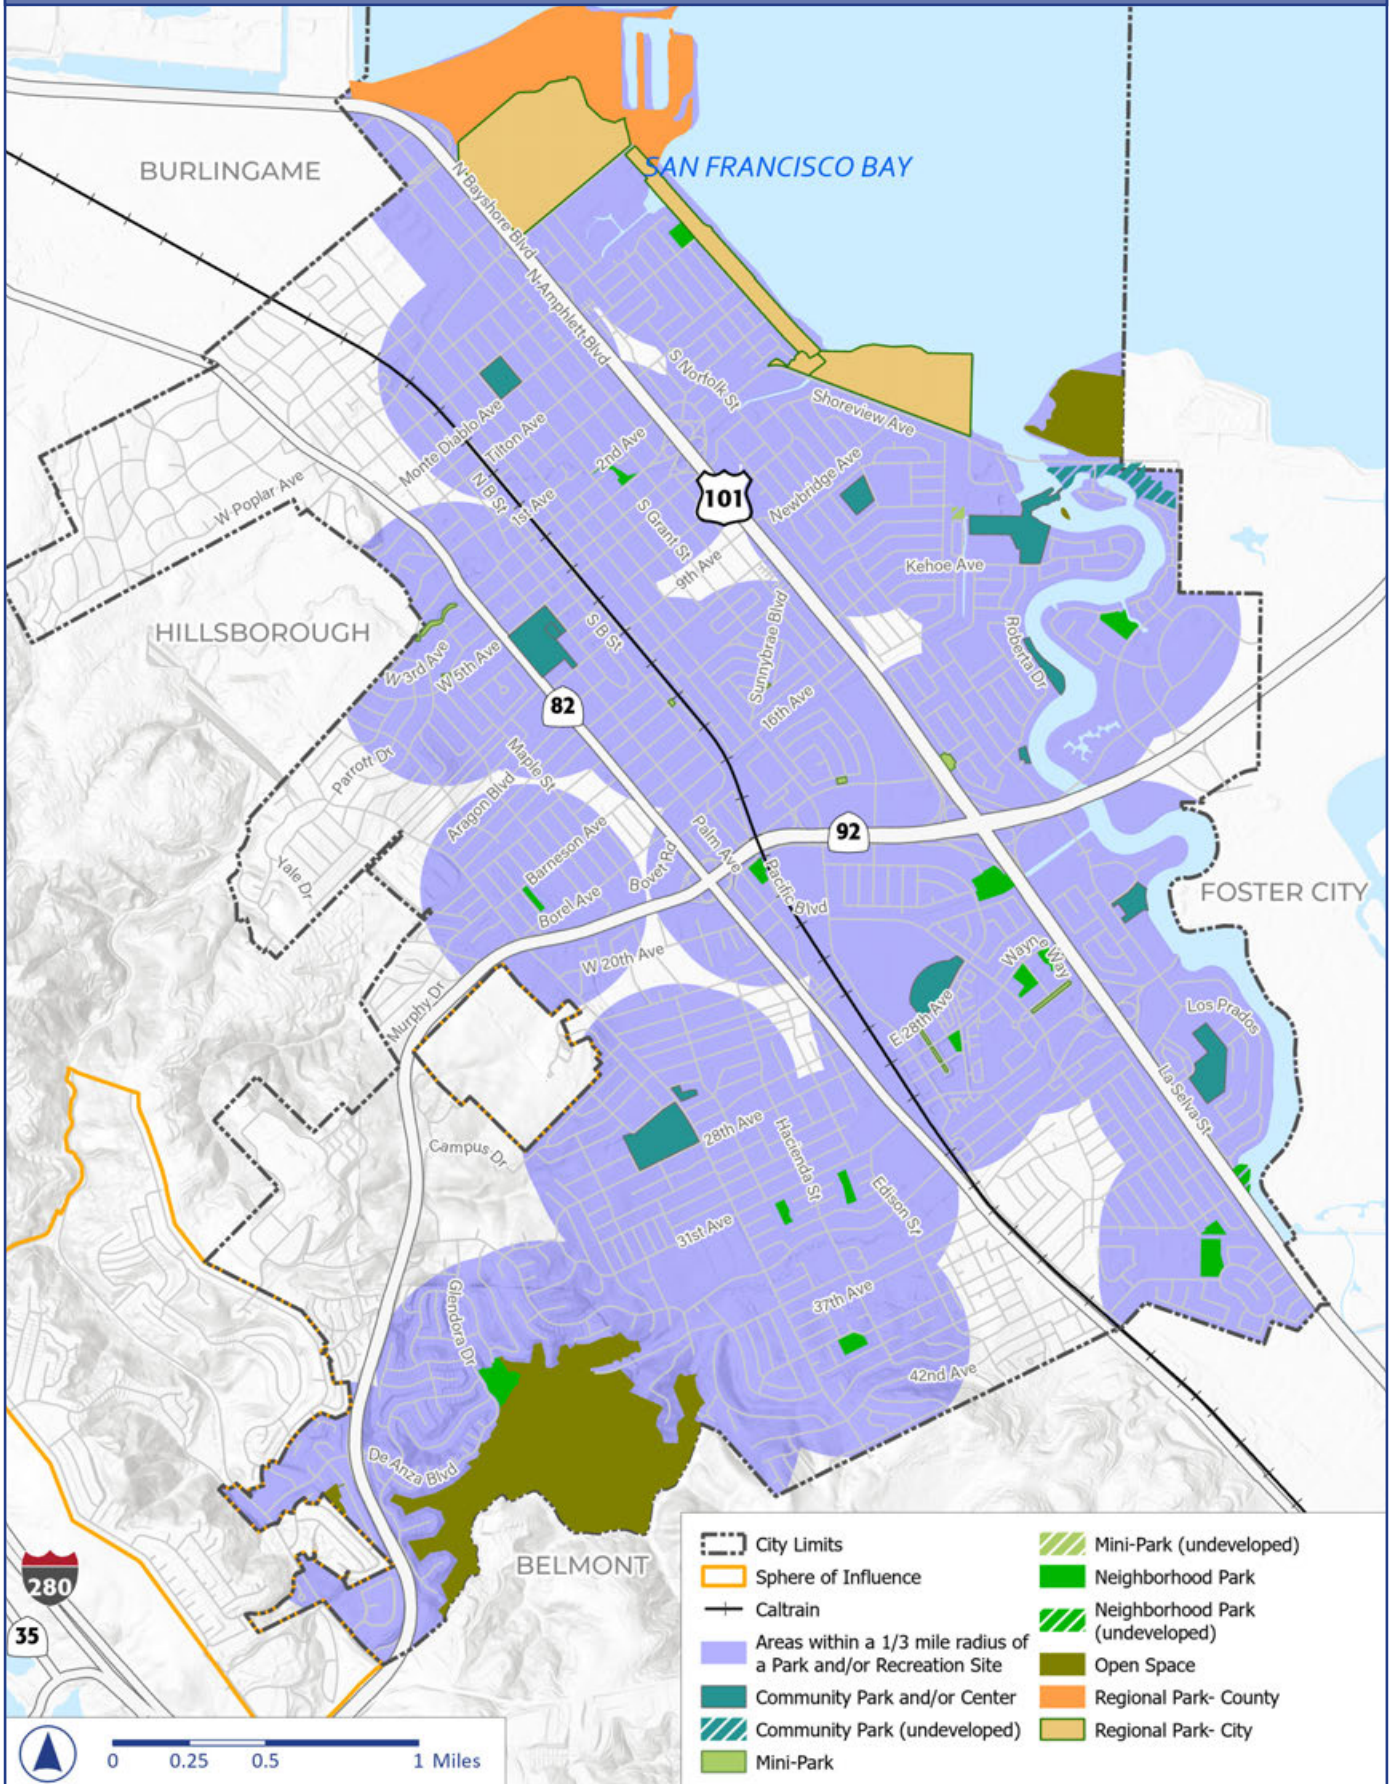 BURLINGAME
SAN FRANCISCO BAY
N Bayshore Blvd
N Amphlett Blvd
S Norfolk St
Shoreview Ave
Monte Diablo Ave
Tilton Ave
2nd Ave
N B St
1st Ave
101
Newbridge Ave
W Poplar Ave
S Grant St
9th Ave
Kehoe Ave
HILLSBOROUGH
S B St
Sunnybrae Blvd
Roberta Dr
W 3rd Ave
W 5th Ave
82
16th Ave
Parrott Dr
Maple St
Aragon Blvd
Barneson Ave
Bovet Rd
Palm Ave
92
Yale Dr
Borel Ave
Pacific Blvd
FOSTER CITY
W 20th Ave
Wayne Way
Murphy Dr
E 28th Ave
Los Prados
La Selva St
28th Ave
Campus Dr
Hacienda St
Edison St
31st Ave
Glendora Dr
37th Ave
42nd Ave
De Anza Blvd
BELMONT
280
35
City Limits
Sphere of Influence
Caltrain
Areas within a 1/3 mile radius of
a Park and/or Recreation Site
Community Park and/or Center
Community Park (undeveloped)
Mini-Park
Mini-Park (undeveloped)
Neighborhood Park
Neighborhood Park
(undeveloped)
Open Space
Regional Park- County
Regional Park- City
0 0.25 0.5 1 Miles